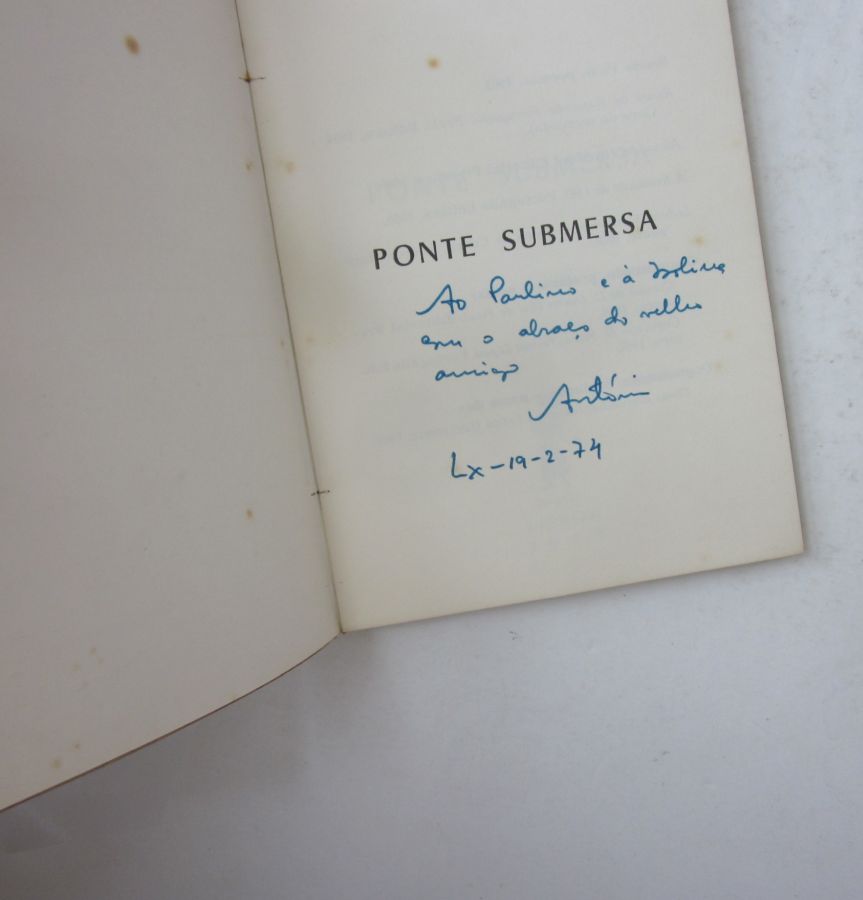 PONTE SUBMERSA
Ao Paulino e à Isolina
com o abraço do velho
amigo
António
Lx-19-2-74